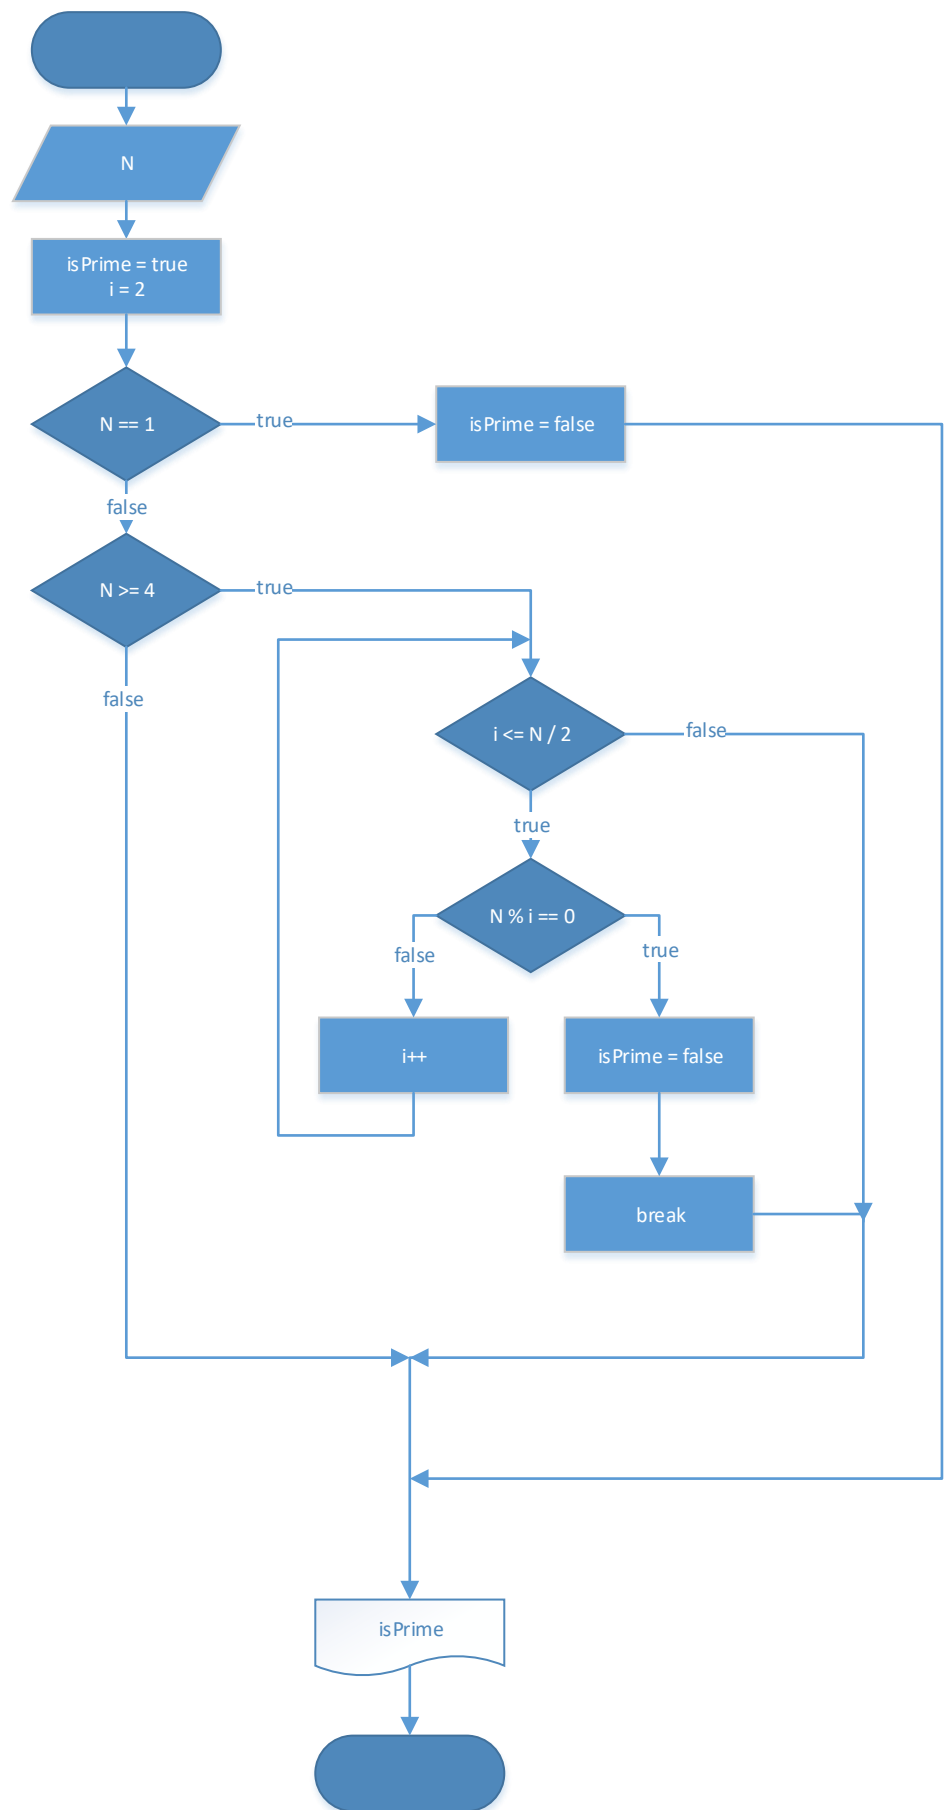 N
isPrime = true
i = 2
N == 1
true
isPrime = false
false
N >= 4
true
false
i <= N / 2
false
true
N % i == 0
false
true
i++
isPrime = false
break
isPrime